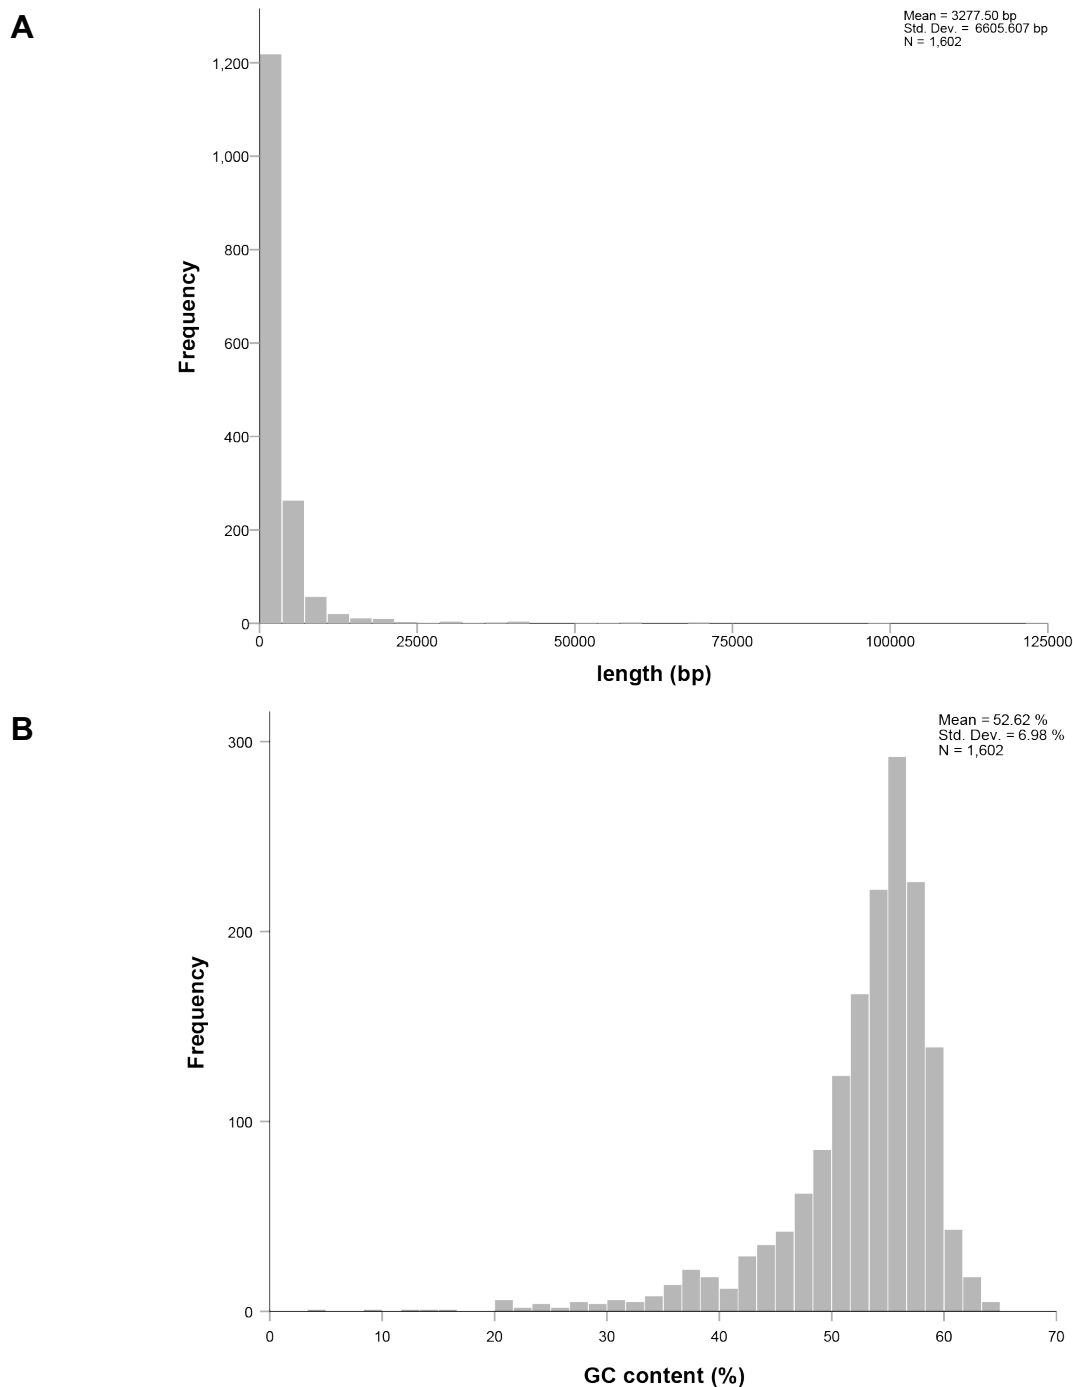 A
Mean = 3277.50 bp
Std. Dev. = 6605.607 bp
N = 1,602
1,200
1,000
800
600
400
200
0
Frequency
0 25000 50000 75000 100000 125000
length (bp)
B
Mean = 52.62 %
Std. Dev. = 6.98 %
N = 1,602
300
200
100
0
Frequency
0 10 20 30 40 50 60 70
GC content (%)